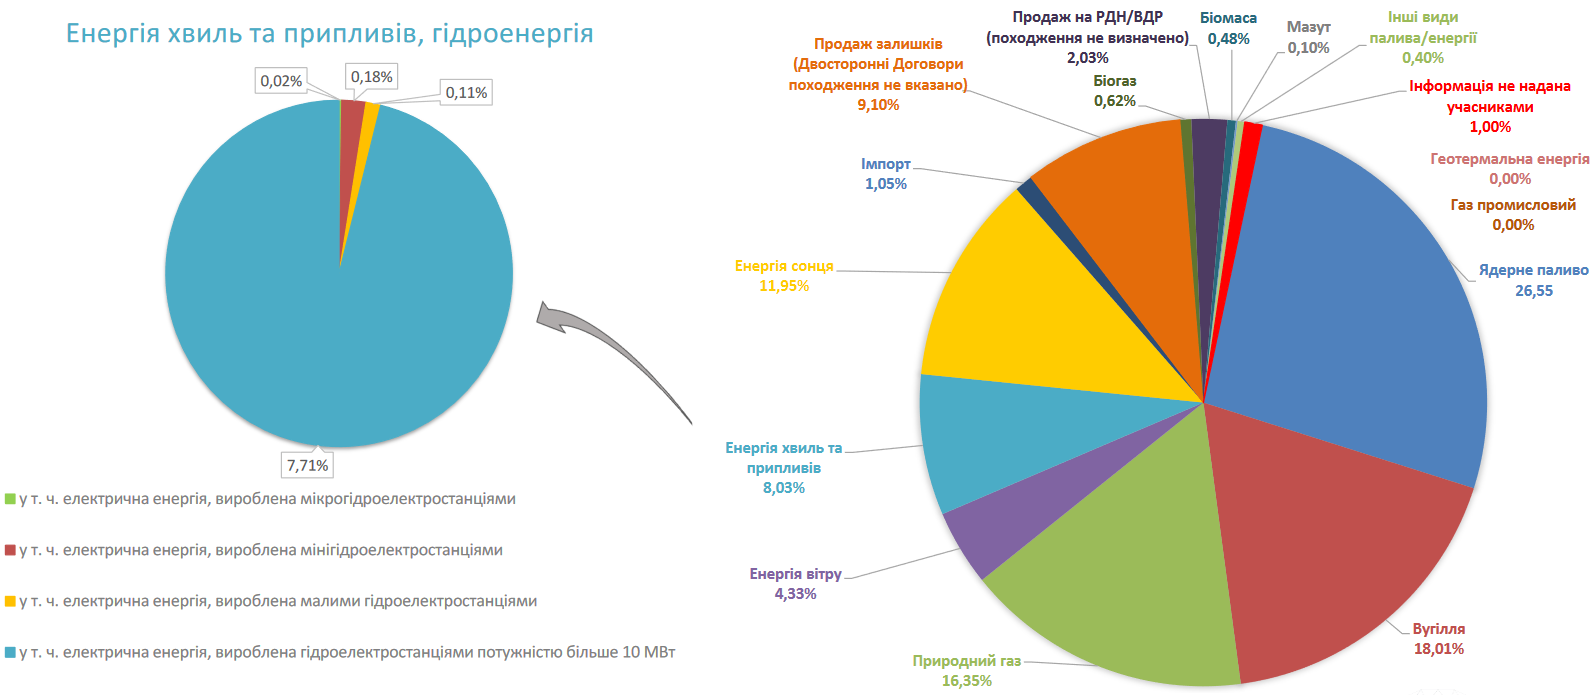 Енергія хвиль та припливів, гідроенергія
0,02%
0,18%
0,11%
7,71%
у т. ч. електрична енергія, вироблена мікрогідроелектростанціями
у т. ч. електрична енергія, вироблена мінігідроелектростанціями
у т. ч. електрична енергія, вироблена малими гідроелектростанціями
у т. ч. електрична енергія, вироблена гідроелектростанціями потужністю більше 10 МВт
Продаж залишків
(Двосторонні Договори
походження не вказано)
9,10%
Продаж на РДН/ВДР
(походження не визначено)
2,03%
Біогаз
0,62%
Біомаса
0,48%
Мазут
0,10%
Інші види
палива/енергії
0,40%
Інформація не надана
учасниками
1,00%
Геотермальна енергія
0,00%
Газ промисловий
0,00%
Ядерне паливо
26,55
Імпорт
1,05%
Енергія сонця
11,95%
Енергія хвиль та
припливів
8,03%
Енергія вітру
4,33%
Природний газ
16,35%
Вугілля
18,01%